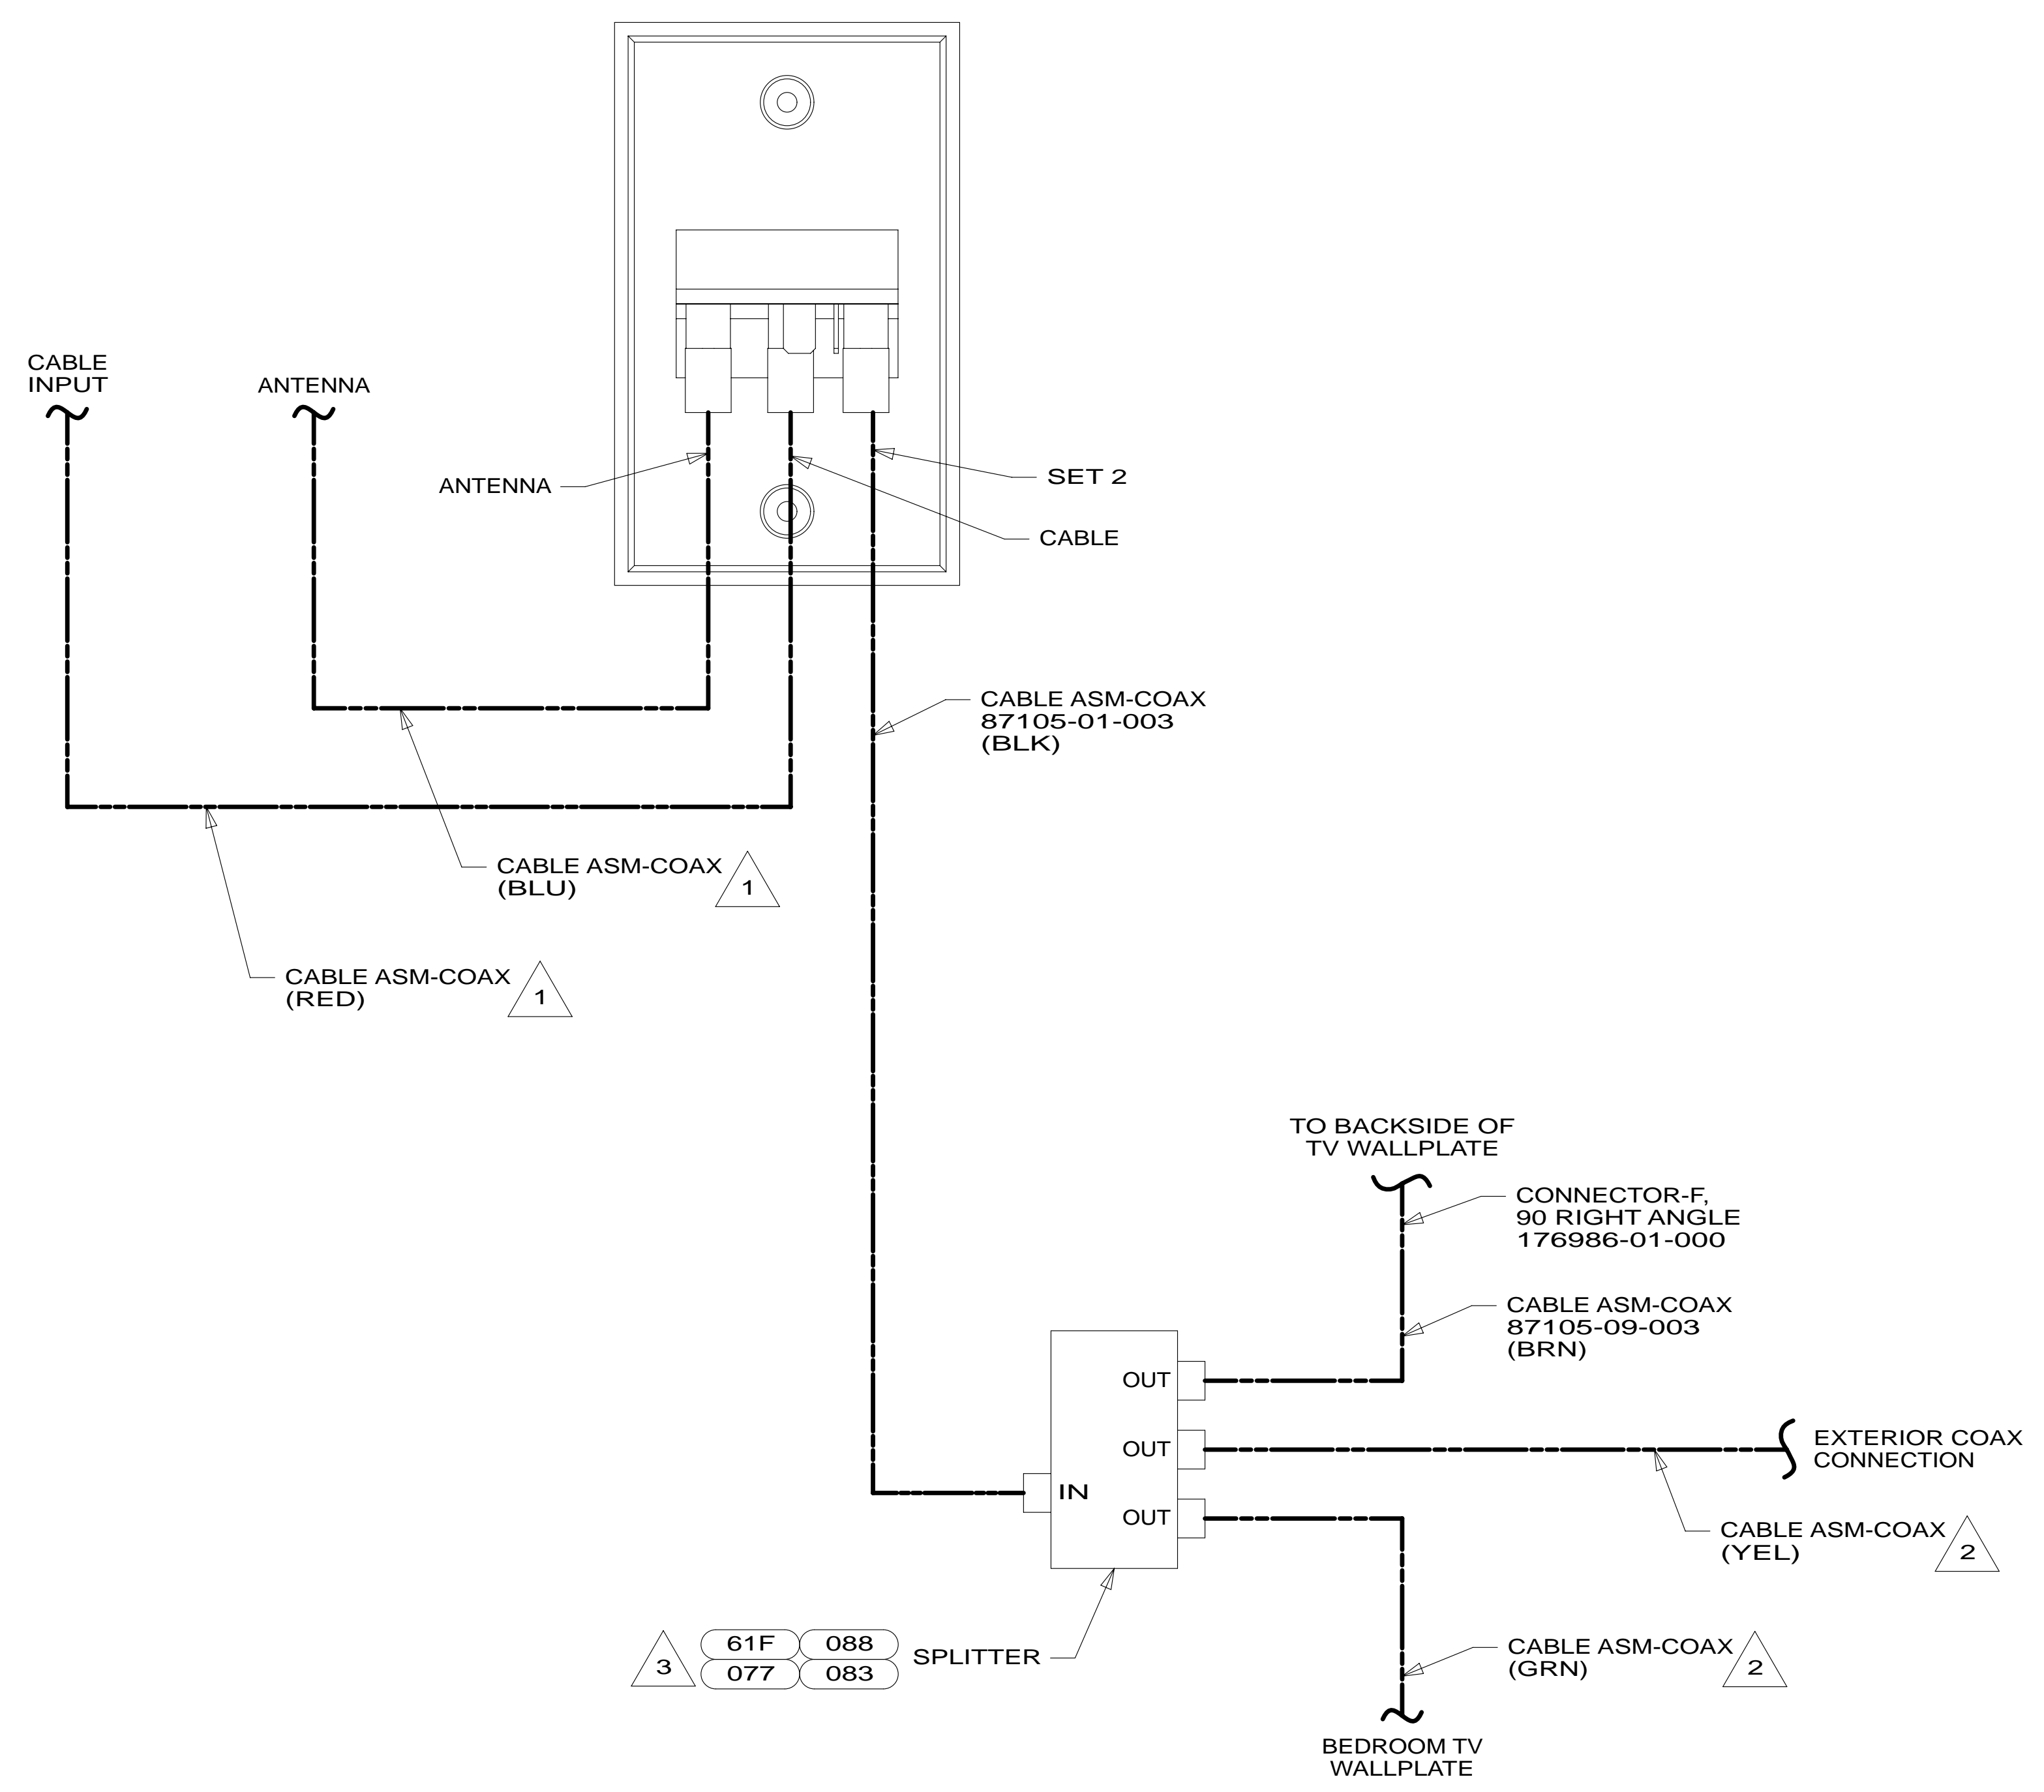 CABLE
INPUT
ANTENNA
ANTENNA
SET 2
CABLE
CABLE ASM-COAX
87105-01-003
(BLK)
CABLE ASM-COAX
(BLU)
1
CABLE ASM-COAX
(RED)
1
TO BACKSIDE OF
TV WALLPLATE
CONNECTOR-F,
90 RIGHT ANGLE
176986-01-000
CABLE ASM-COAX
87105-09-003
(BRN)
OUT
OUT
IN
OUT
EXTERIOR COAX
CONNECTION
CABLE ASM-COAX
(YEL)
2
3
61F 088
077 083
SPLITTER
CABLE ASM-COAX
(GRN)
2
BEDROOM TV
WALLPLATE